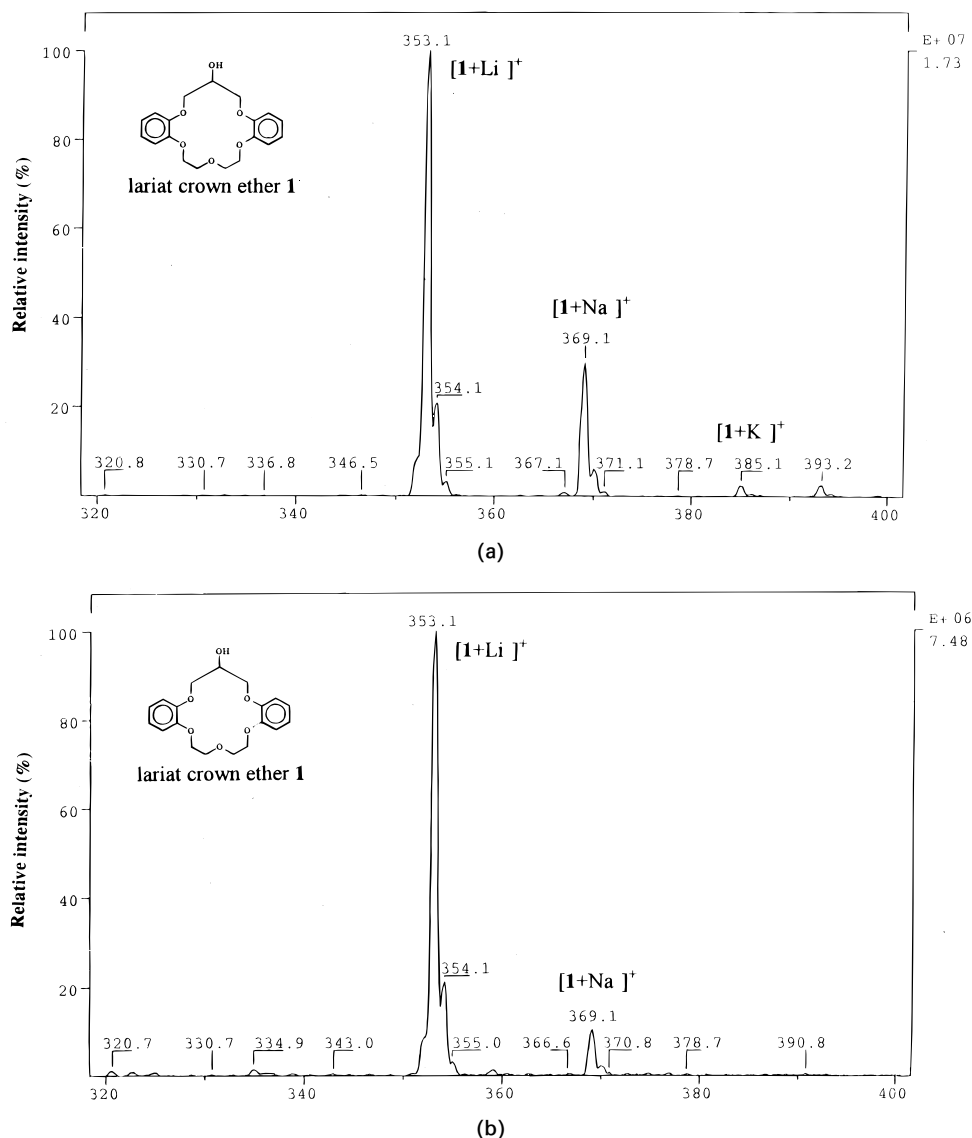 E+ 07
1.73
353.1
[1+Li ]+
OH
O O
O O
O
lariat crown ether 1
[1+Na ]+
369.1
354.1
[1+K ]+
320.8 330.7 336.8 346.5 355.1 367.1 371.1 378.7 385.1 393.2
100
80
60
40
20
Relative intensity (%)
320 340 360 380 400
(a)
E+ 06
7.48
353.1
[1+Li ]+
OH
O O
O O
O
lariat crown ether 1
354.1
[1+Na ]+
369.1
320.7 330.7 334.9 343.0 355.0 366.6 370.8 378.7 390.8
100
80
60
40
20
Relative intensity (%)
320 340 360 380 400
(b)